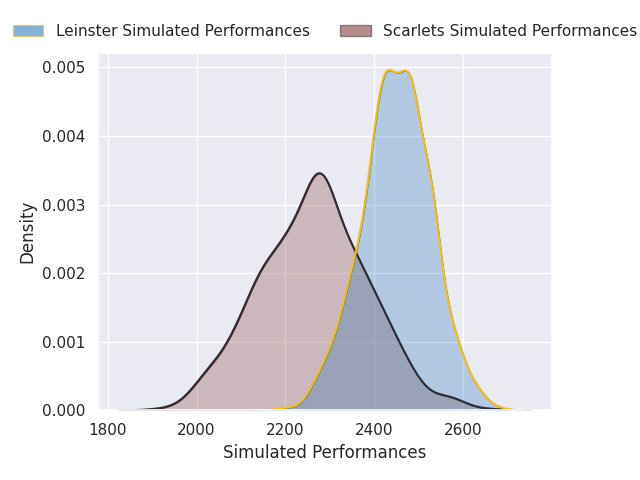 Leinster Simulated Performances
Scarlets Simulated Performances
0.005
0.004
0.003
0.002
0.001
0.000
Density
1800 2000 2200 2400 2600
Simulated Performances